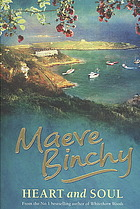 Maeve
Binchy
HEART and SOUL
From the No.1 bestselling author of Whitethorn Woods